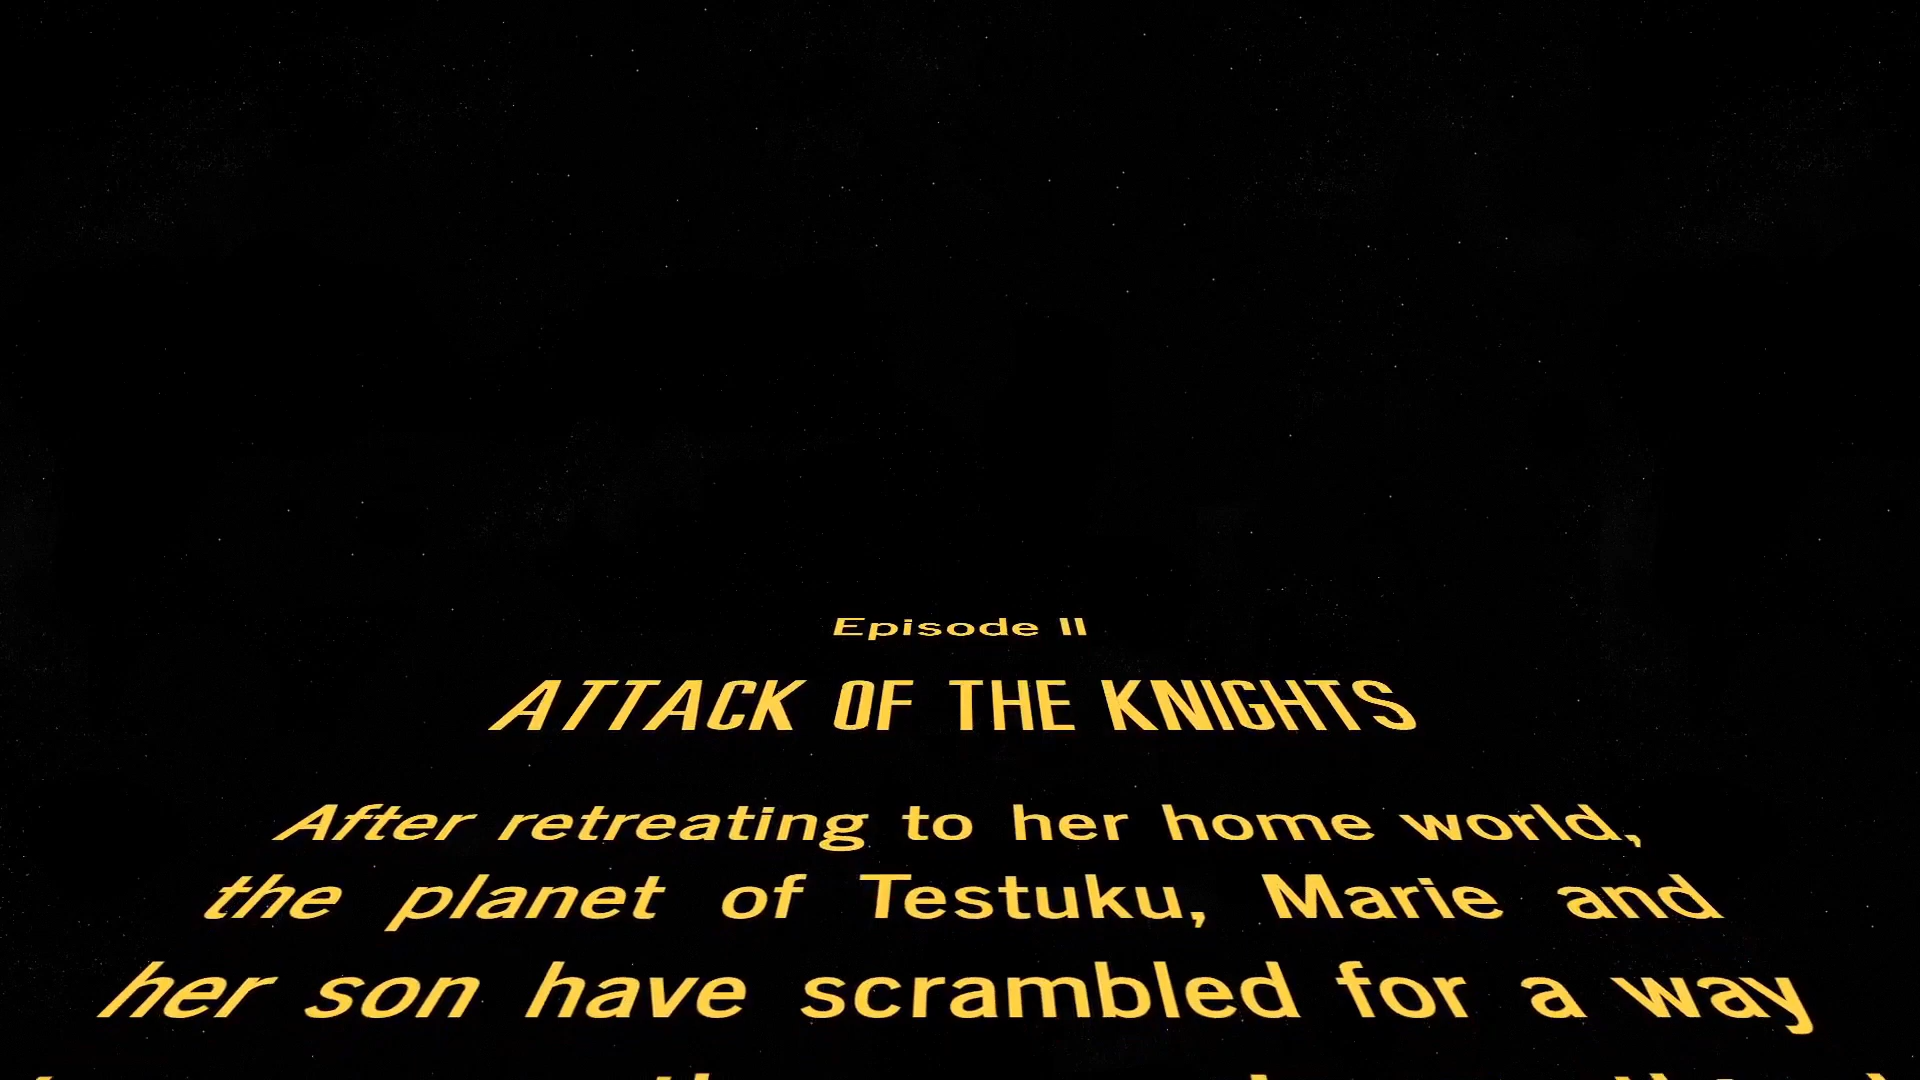 Episode II
ATTACK OF THE KNIGHTS
After retreating to her home world,
the planet of Testuku, Marie and
her son have scrambled for a way